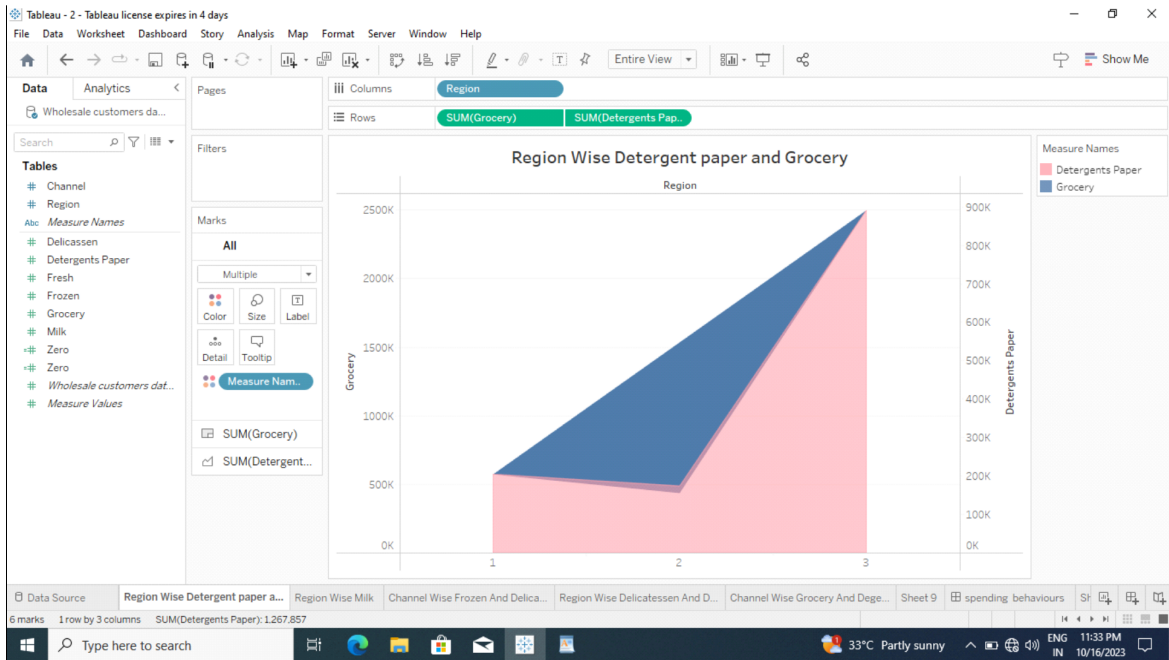 Tableau - 2 - Tableau license expires in 4 days
File Data Worksheet Dashboard Story Analysis Map Format Server Window Help
Entire View
Show Me
Data Analytics
Wholesale customers da...
Search
Tables
# Channel
# Region
Abc Measure Names
# Delicassen
# Detergents Paper
# Fresh
# Frozen
# Grocery
# Milk
=# Zero
=# Zero
# Wholesale customers dat...
# Measure Values
Pages
Filters
Marks
All
Multiple
Color Size Label
Detail Tooltip
Measure Nam..
SUM(Grocery)
SUM(Detergent...
Columns Region
Rows SUM(Grocery) SUM(Detergents Pap..
Region Wise Detergent paper and Grocery
Region
Grocery
2500K
2000K
1500K
1000K
500K
0K
1 2 3
900K
800K
700K
600K
500K
400K
300K
200K
100K
0K
Detergents Paper
Measure Names
Detergents Paper
Grocery
Data Source Region Wise Detergent paper a... Region Wise Milk Channel Wise Frozen And Delica... Region Wise Delicatessen And D... Channel Wise Grocery And Dege... Sheet 9 spending behaviours Sh
6 marks 1 row by 3 columns SUM(Detergents Paper): 1.267.857
Type here to search
1
33°C Partly sunny
ENG
IN
11:33 PM
10/16/2023